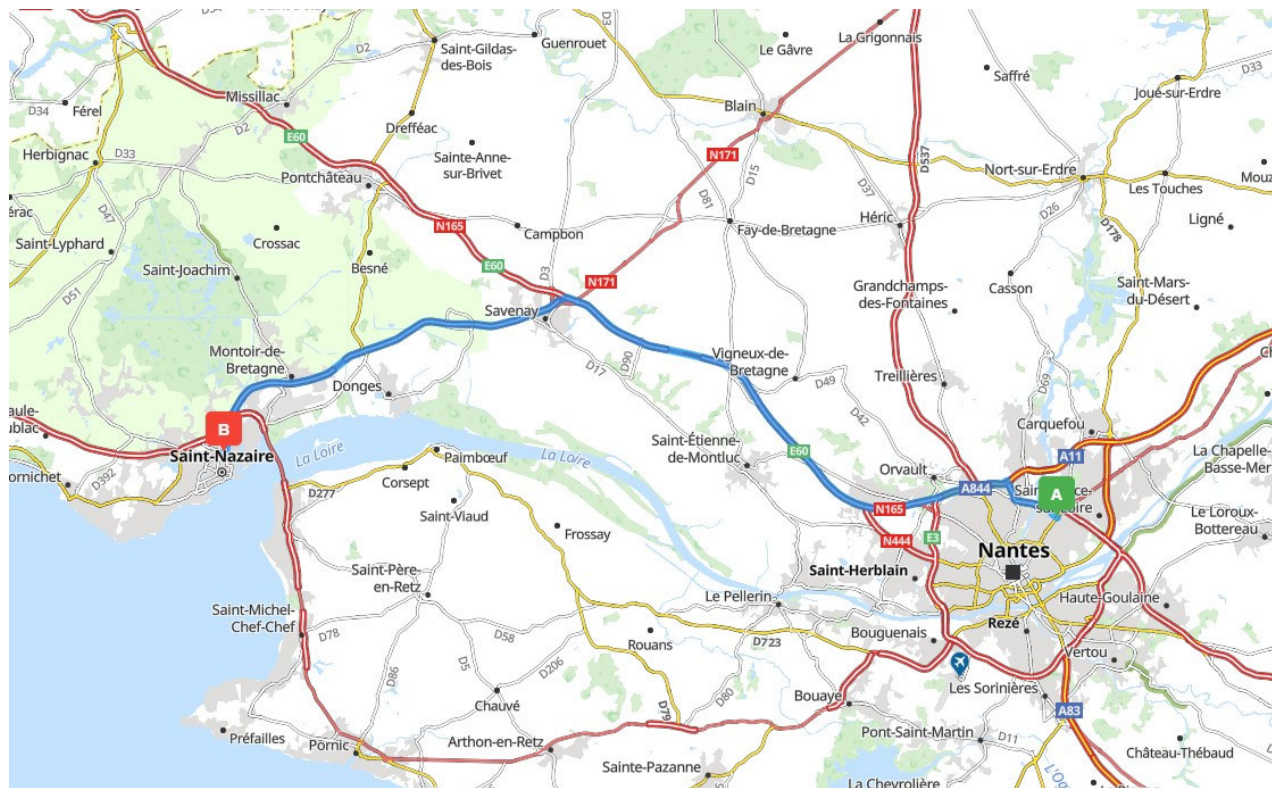 D34
Férel
Missillac
D2
Saint-Gildas-
des-Bois
D2
Guenrouet
D3
Le Gâvre
La Grigonnais
Saffré
D33
Joué-sur-Erdre
Herbignac
D33
E60
Drefféac
Sainte-Anne-
sur-Brivet
Pontchâteau
Blain
N171
D15
D81
D537
D37
Nort-sur-Erdre
Les Touches
D26
Ligné
D178
D47
Saint-Lyphard
Crossac
Saint-Joachim
D51
Besné
N165
Campbon
E60
D3
N171
Fay-de-Bretagne
Héric
Casson
Grandchamps-
des-Fontaines
Saint-Mars-
du-Désert
Savenay
Montoir-de-
Bretagne
Donges
D17
D90
Vigneux-de-
Bretagne
D49
D42
Treillières
D69
Carquefou
A11
La Chapelle-
Basse-Mer
B
Saint-Nazaire
D392
La Loire
Paimbœuf
La Loire
Corsept
D277
Saint-Viaud
Frossay
Saint-Étienne-
de-Montluc
E60
Orvault
A844
A
N165
N444
E3
Nantes
Saint-Herblain
Le Loroux-
Bottereau
Saint-Père-
en-Retz
Saint-Michel-
Chef-Chef
D78
D58
D86
D5
D206
Rouans
Le Pellerin
D723
Bouguenais
Rezé
Haute-Goulaine
Vertou
Les Sorinières
Chauvé
D79
D80
Bouaye
Pont-Saint-Martin
D11
A83
Château-Thébaud
Préfailles
Pornic
Arthon-en-Retz
Sainte-Pazanne
La Chevrolière